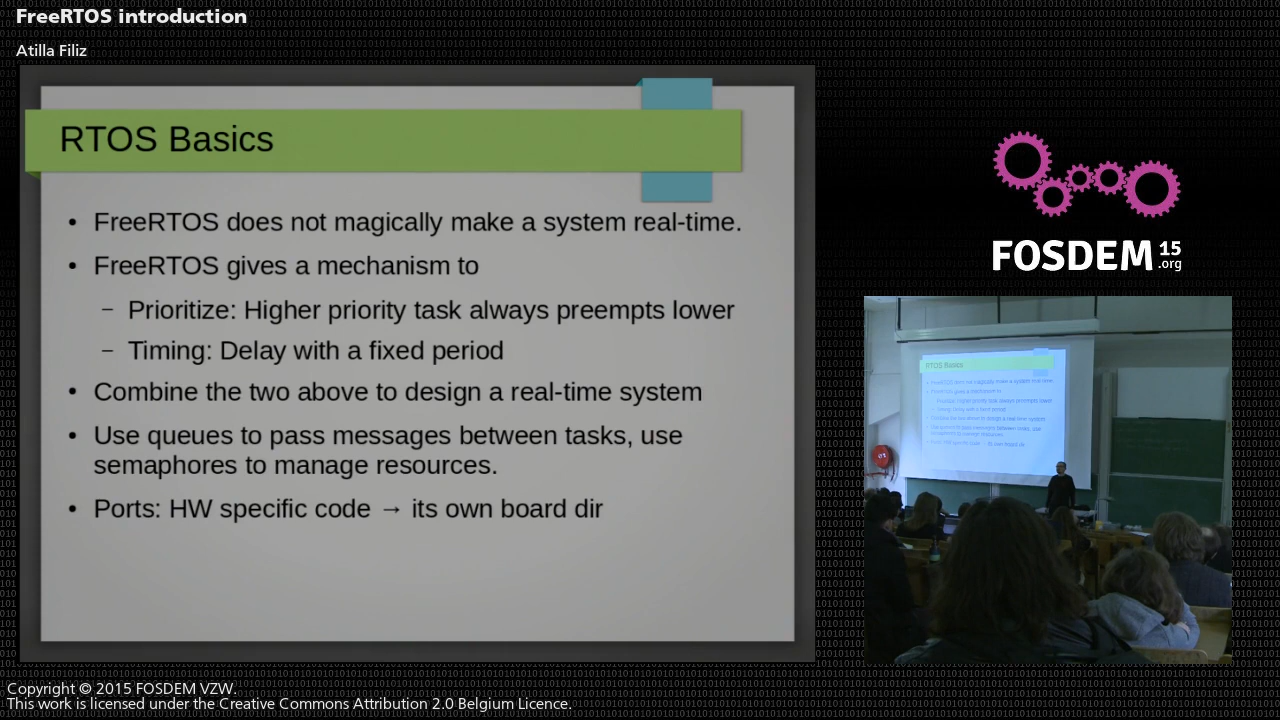 FreeRTOS introduction
Atilla Filiz
RTOS Basics
• FreeRTOS does not magically make a system real-time.
• FreeRTOS gives a mechanism to
– Prioritize: Higher priority task always preempts lower
– Timing: Delay with a fixed period
• Combine the two above to design a real-time system
• Use queues to pass messages between tasks, use
semaphores to manage resources.
• Ports: HW specific code → its own board dir
FOSDEM 15
.org
RTOS Basics
Copyright © 2015 FOSDEM VZW.
This work is licensed under the Creative Commons Attribution 2.0 Belgium Licence.